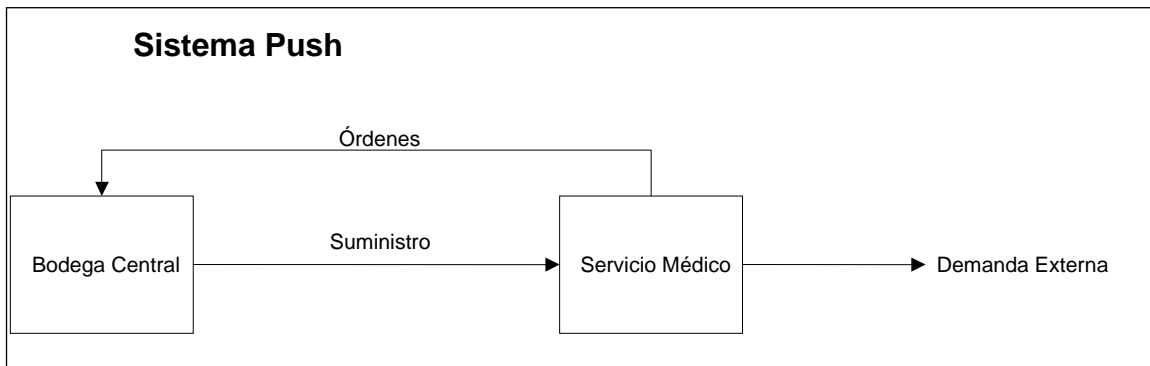 Sistema Push
Órdenes
Suministro
Bodega Central
Servicio Médico
Demanda Externa